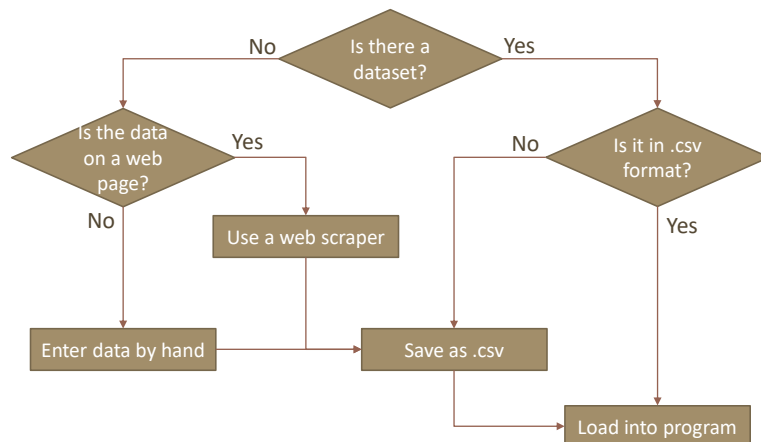 No
Is there a
dataset?
Yes
Is the data
on a web
page?
Yes
No
Is it in .csv
format?
No
Use a web scraper
Yes
Enter data by hand
Save as .csv
Load into program